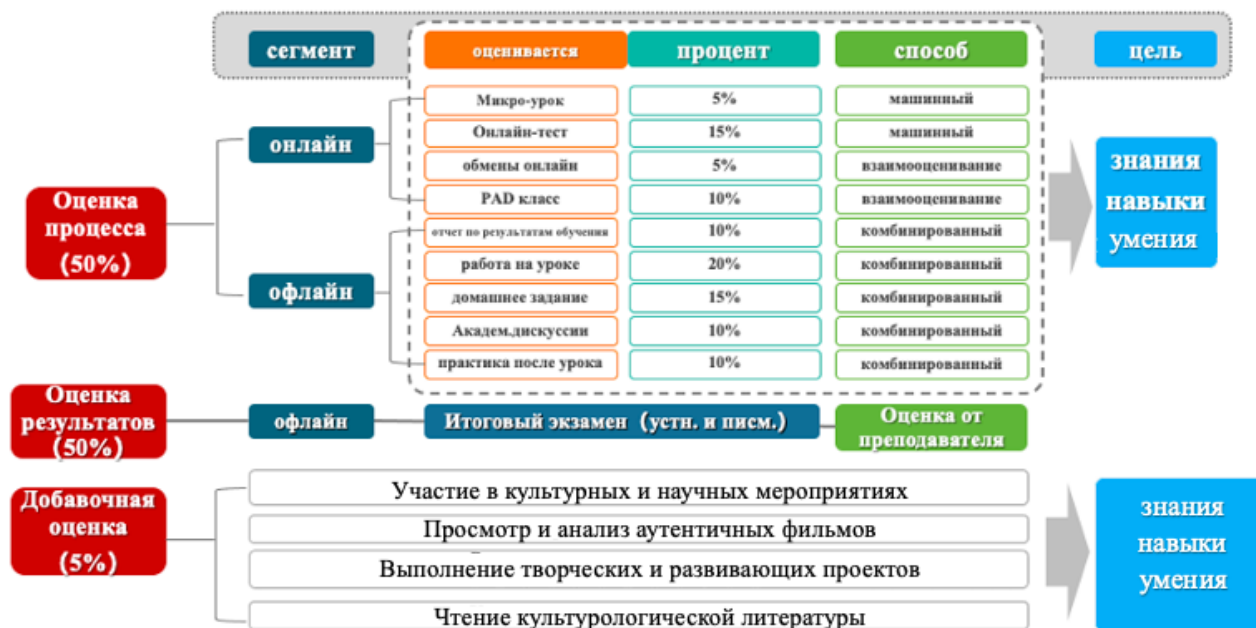 сегмент оценивается процент способ цель
Микро-урок 5% машинный
Онлайн-тест 15% машинный
онлайн
обмены онлайн 5% взаимооценивание
PAD класс 10% взаимооценивание
Оценка
процесса
(50%)
отчет по результатам обучения 10% комбинированный
работа на уроке 20% комбинированный
офлайн
домашнее задание 15% комбинированный
Академ.дискуссии 10% комбинированный
практика после урока 10% комбинированный
знания
навыки
умения
Оценка
результатов
(50%)
офлайн
Итоговый экзамен (устн. и писм.)
Оценка от
преподавателя
Добавочная
оценка
(5%)
Участие в культурных и научных мероприятиях
Просмотр и анализ аутентичных фильмов
Выполнение творческих и развивающих проектов
Чтение культурологической литературы
знания
навыки
умения